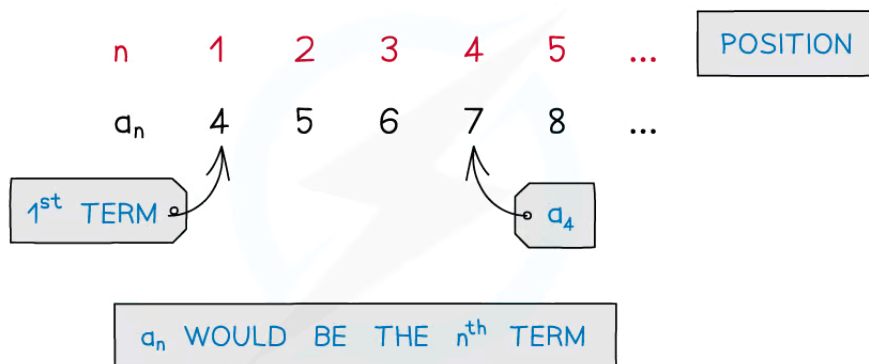 n 1 2 3 4 5 ... POSITION
aₙ 4 5 6 7 8 ...
1ˢᵗ TERM
a₄
aₙ WOULD BE THE nᵗʰ TERM